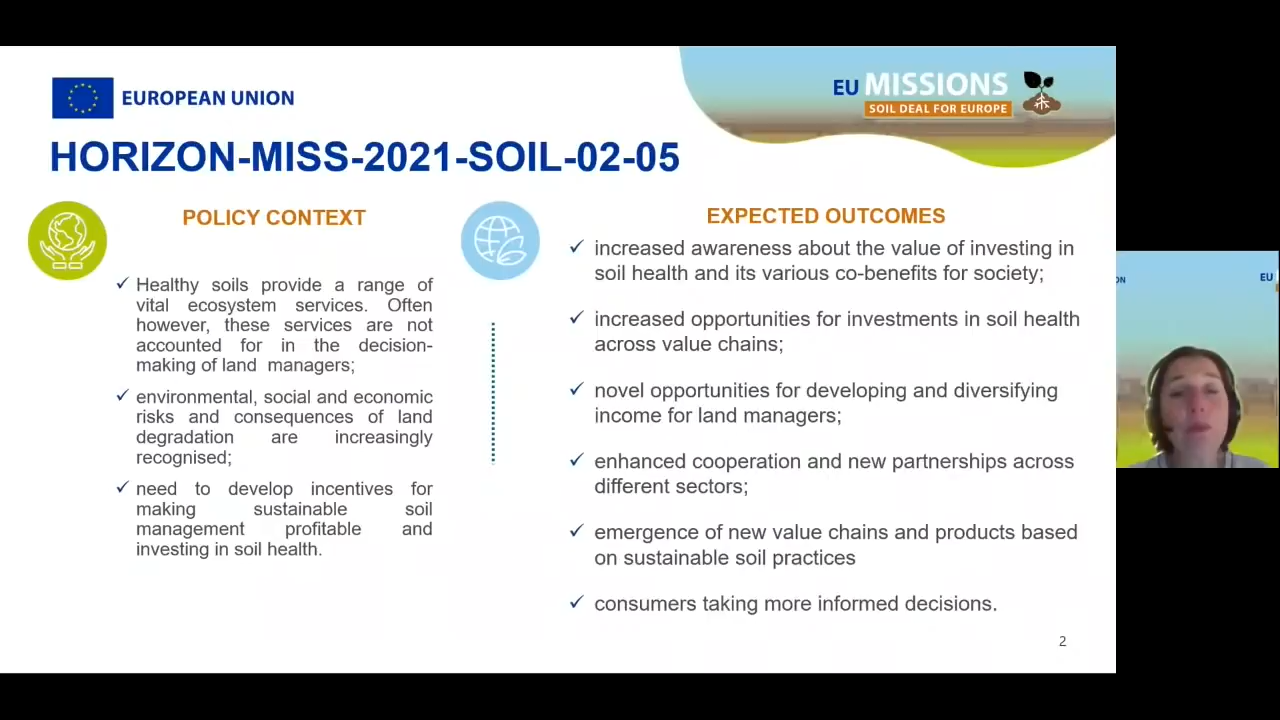 EUROPEAN UNION
EU MISSIONS
SOIL DEAL FOR EUROPE
HORIZON-MISS-2021-SOIL-02-05
POLICY CONTEXT
✓ Healthy soils provide a range of
vital ecosystem services. Often
however, these services are not
accounted for in the decision-
making of land managers;
✓ environmental, social and economic
risks and consequences of land
degradation are increasingly
recognised;
✓ need to develop incentives for
making sustainable soil
management profitable and
investing in soil health.
EXPECTED OUTCOMES
✓ increased awareness about the value of investing in
soil health and its various co-benefits for society;
✓ increased opportunities for investments in soil health
across value chains;
✓ novel opportunities for developing and diversifying
income for land managers;
✓ enhanced cooperation and new partnerships across
different sectors;
✓ emergence of new value chains and products based
on sustainable soil practices
✓ consumers taking more informed decisions.
2
ON
EU